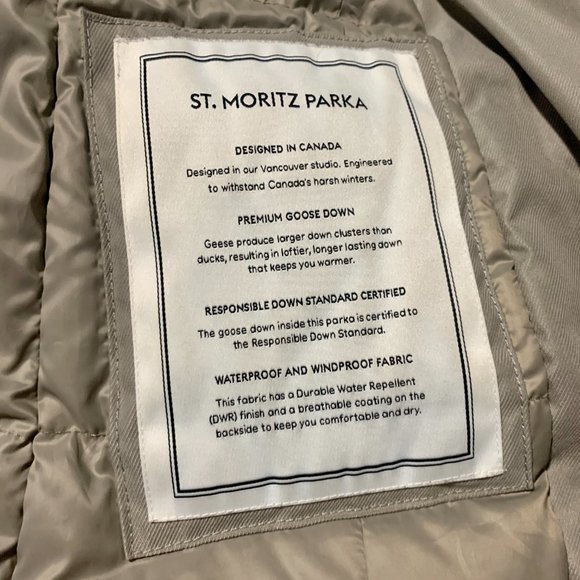 ST. MORITZ PARKA
DESIGNED IN CANADA
Designed in our Vancouver studio. Engineered
to withstand Canada's harsh winters.
PREMIUM GOOSE DOWN
Geese produce larger down clusters than
ducks, resulting in loftier, longer lasting down
that keeps you warmer.
RESPONSIBLE DOWN STANDARD CERTIFIED
The goose down inside this parka is certified to
the Responsible Down Standard.
WATERPROOF AND WINDPROOF FABRIC
This fabric has a Durable Water Repellent
(DWR) finish and a breathable coating on the
backside to keep you comfortable and dry.